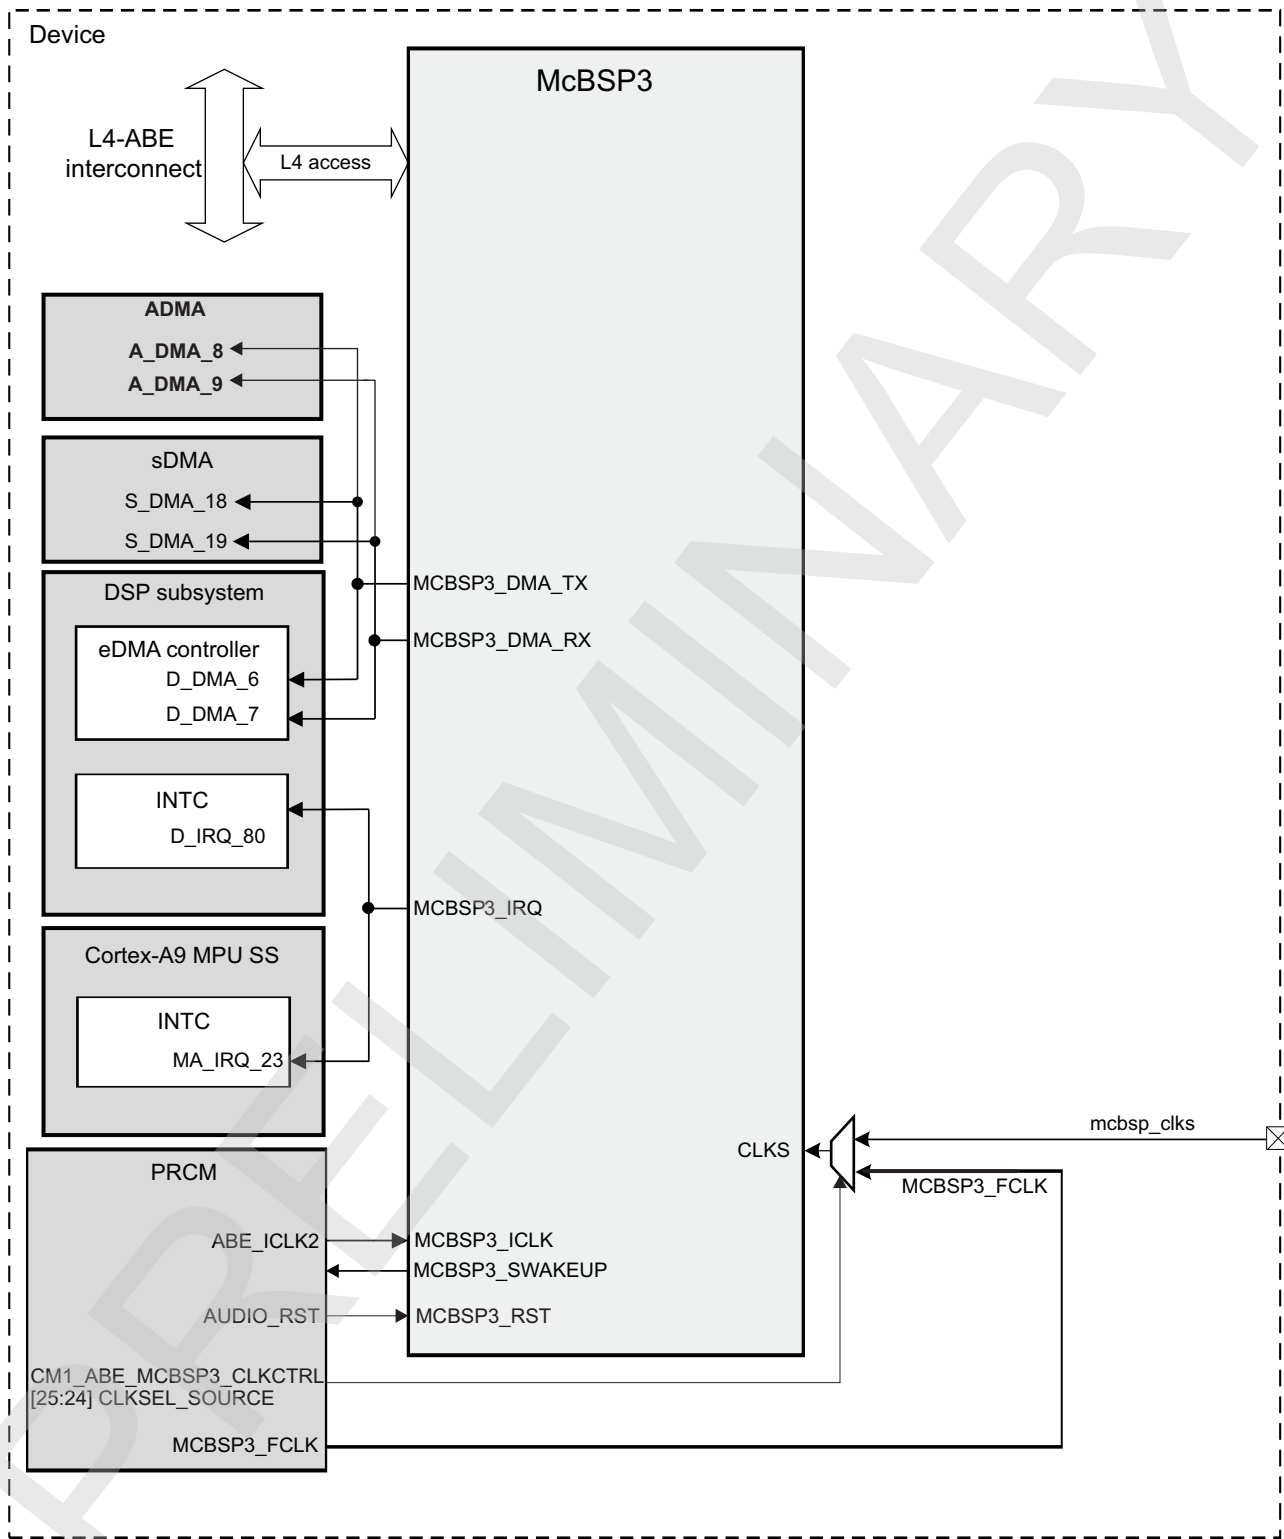 Device
McBSP3
L4-ABE
interconnect
L4 access
ADMA
A_DMA_8
A_DMA_9
sDMA
S_DMA_18
S_DMA_19
DSP subsystem
eDMA controller
D_DMA_6
D_DMA_7
INTC
D_IRQ_80
MCBSP3_DMA_TX
MCBSP3_DMA_RX
MCBSP3_IRQ
Cortex-A9 MPU SS
INTC
MA_IRQ_23
mcbsp_clks
CLKS
MCBSP3_FCLK
PRCM
ABE_ICLK2
MCBSP3_ICLK
MCBSP3_SWAKEUP
AUDIO_RST
MCBSP3_RST
CM1_ABE_MCBSP3_CLKCTRL
[25:24] CLKSEL_SOURCE
MCBSP3_FCLK
PRELIMINARY